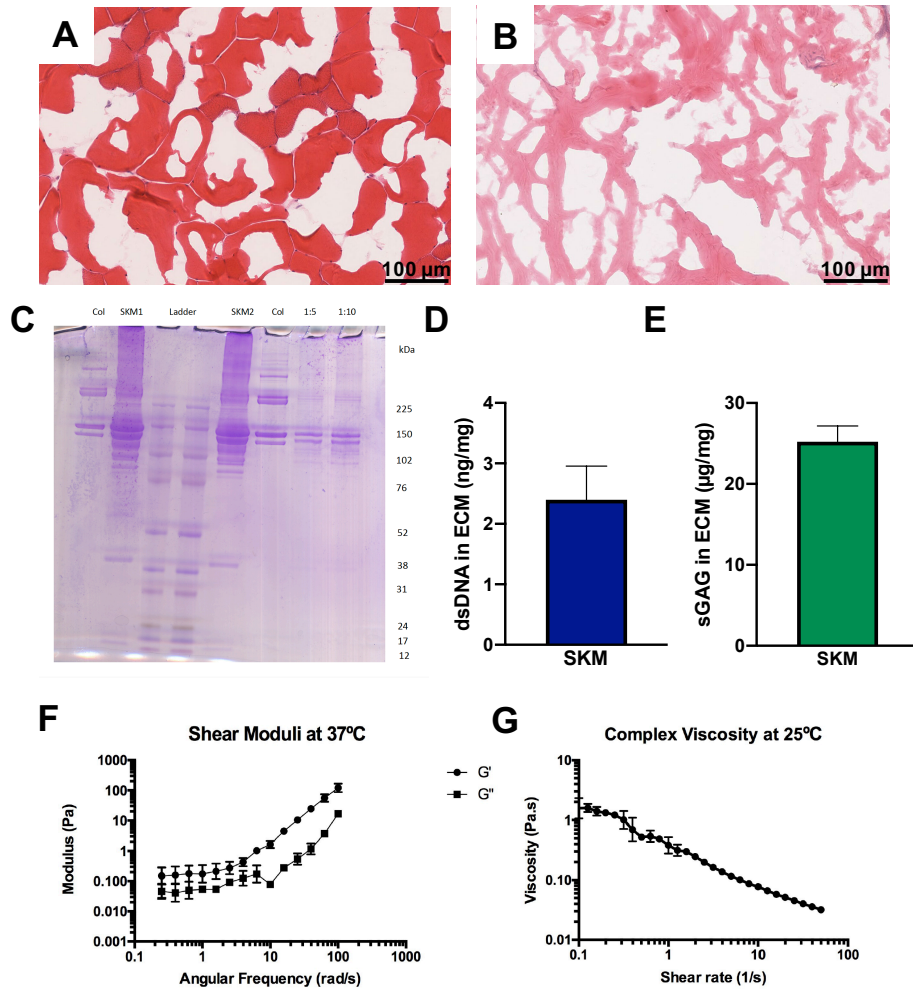 A
B
100 µm
100 µm
C
Col SKM1 Ladder SKM2 Col 1:5 1:10
kDa
225
150
102
76
52
38
31
24
17
12
D
4
3
2
1
0
dsDNA in ECM (ng/mg)
SKM
E
30
20
10
0
sGAG in ECM (µg/mg)
SKM
F
Shear Moduli at 37ºC
1000
100
10
1
0.100
0.010
0.001
Modulus (Pa)
0.1 1 10 100 1000
Angular Frequency (rad/s)
G'
G"
G
Complex Viscosity at 25ºC
10
1
0.10
0.01
Viscosity (Pa.s)
0.1 1 10 100
Shear rate (1/s)